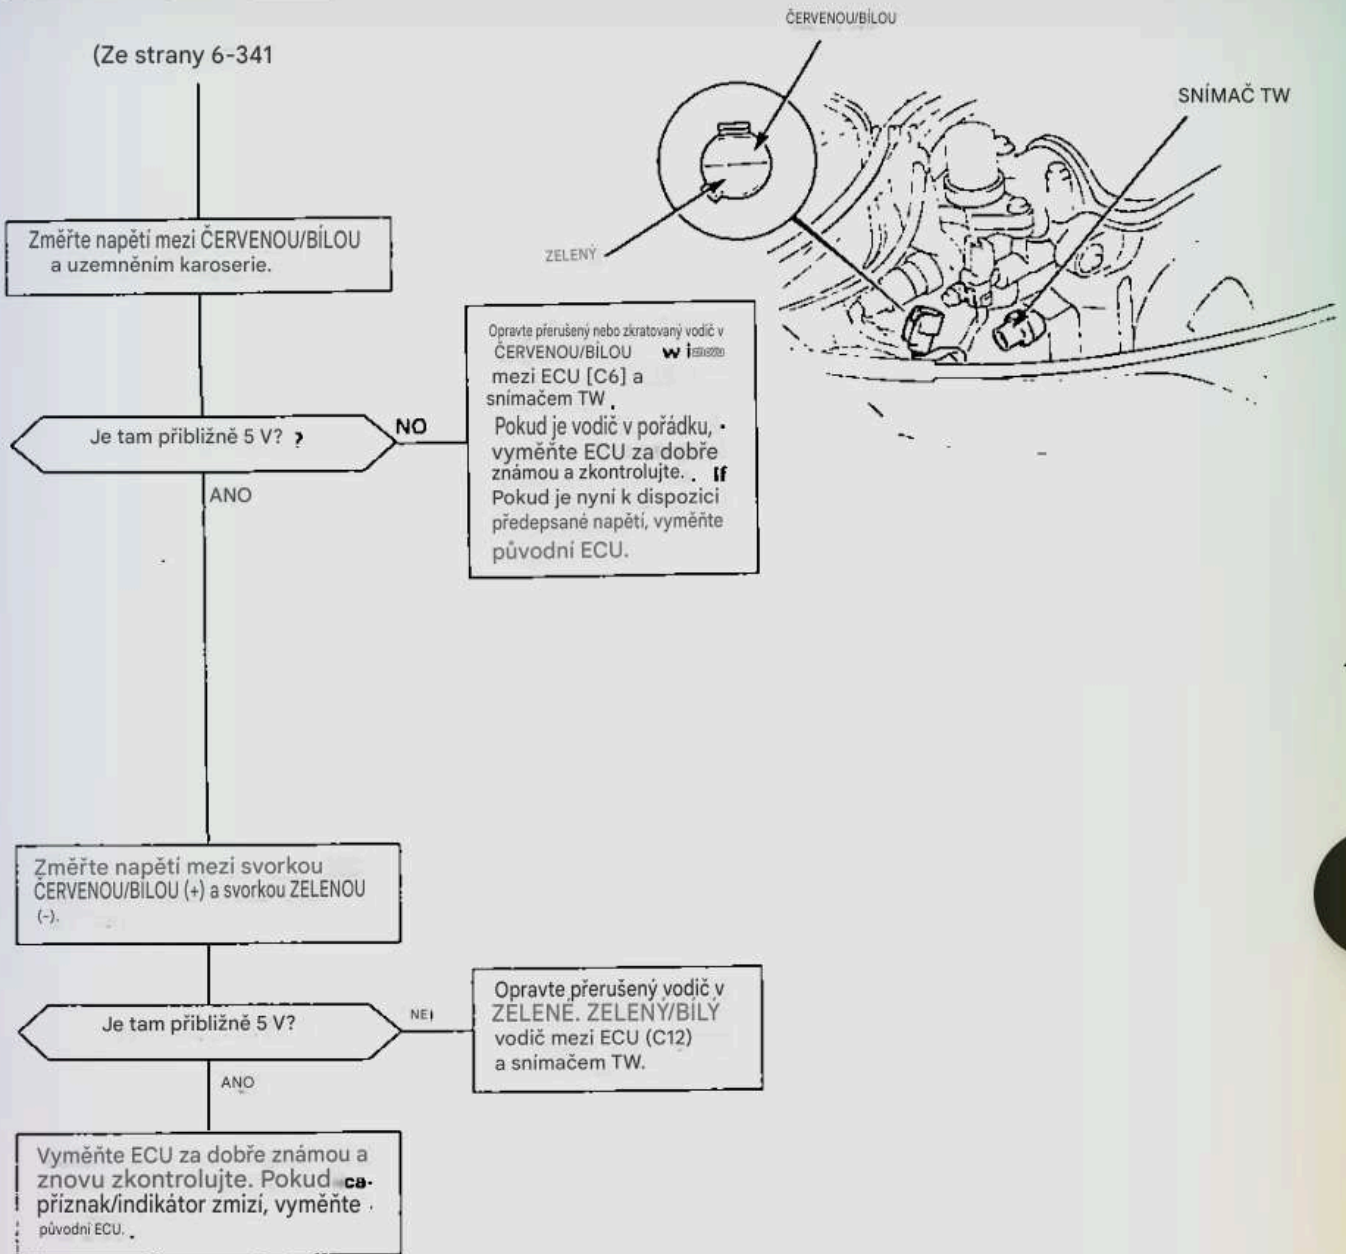 ČERVENOU/BÍLOU
(Ze strany 6-341
SNÍMAČ TW
ZELENÝ
Změřte napětí mezi ČERVENOU/BÍLOU
a uzemněním karoserie.
Opravte přerušený nebo zkratovaný vodič v
ČERVENOU/BÍLOU w i
mezi ECU [C6] a
snímačem TW.
Pokud je vodič v pořádku,
vyměňte ECU za dobře
známou a zkontrolujte. . If
Pokud je nyní k dispozici
předepsané napětí, vyměňte
původní ECU.
Je tam přibližně 5 V? ?
NO
ANO
Změřte napětí mezi svorkou
ČERVENOU/BILOU (+) a svorkou ZELENOU
(-).
Je tam přibližně 5 V?
NE
Opravte přerušený vodič v
ZELENÉ. ZELENÝ/BÍLÝ
vodič mezi ECU (C12)
a snímačem TW.
ANO
Vyměňte ECU za dobře známou a
znovu zkontrolujte. Pokud ca-
příznak/indikátor zmizí, vyměňte
původní ECU. .